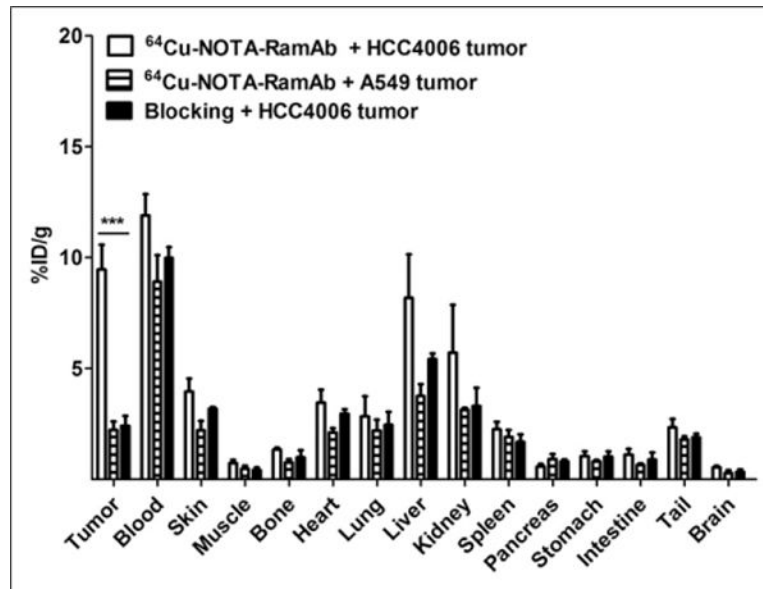 20
15
10
5
%ID/g
⁶⁴Cu-NOTA-RamAb + HCC4006 tumor
⁶⁴Cu-NOTA-RamAb + A549 tumor
Blocking + HCC4006 tumor
***
Tumor
Blood
Skin
Muscle
Bone
Heart
Lung
Liver
Kidney
Spleen
Pancreas
Stomach
Intestine
Tail
Brain